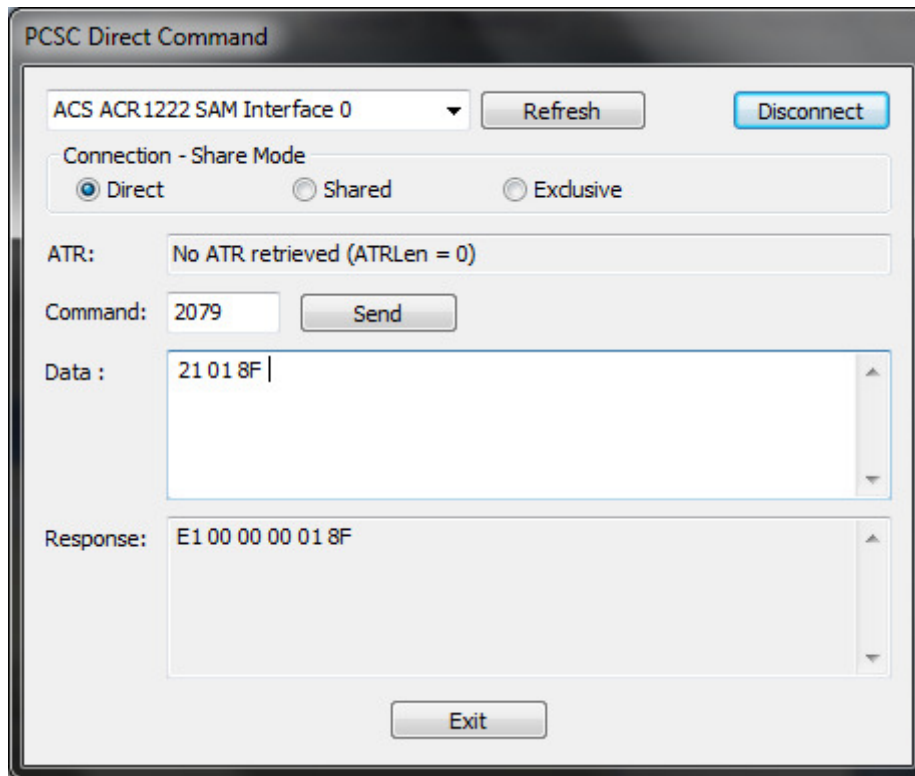 PCSC Direct Command
ACS ACR1222 SAM Interface 0 Refresh Disconnect
Connection - Share Mode
Direct Shared Exclusive
ATR: No ATR retrieved (ATRLen = 0)
Command: 2079 Send
Data : 21 01 8F
Response: E1 00 00 00 01 8F
Exit